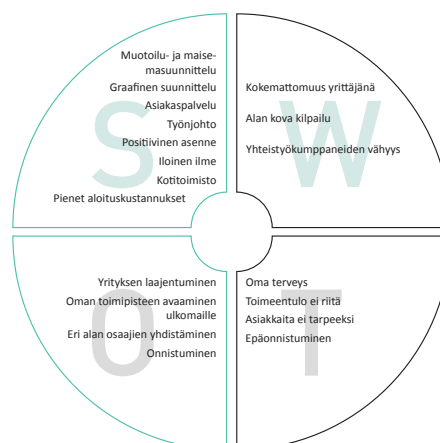 S
Muotoilu- ja maise-
masuunnittelu
Graafinen suunnittelu
Asiakaspalvelu
Työnjohto
Positiivinen asenne
Iloinen ilme
Kotitoimisto
Pienet aloituskustannukset
W
Kokemattomuus yrittäjänä
Alan kova kilpailu
Yhteistyökumppaneiden vähyys
O
Yrityksen laajentuminen
Oman toimipisteen avaaminen
ulkomaille
Eri alan osaajien yhdistäminen
Onnistuminen
T
Oma terveys
Toimeentulo ei riitä
Asiakkaita ei tarpeeksi
Epäonnistuminen